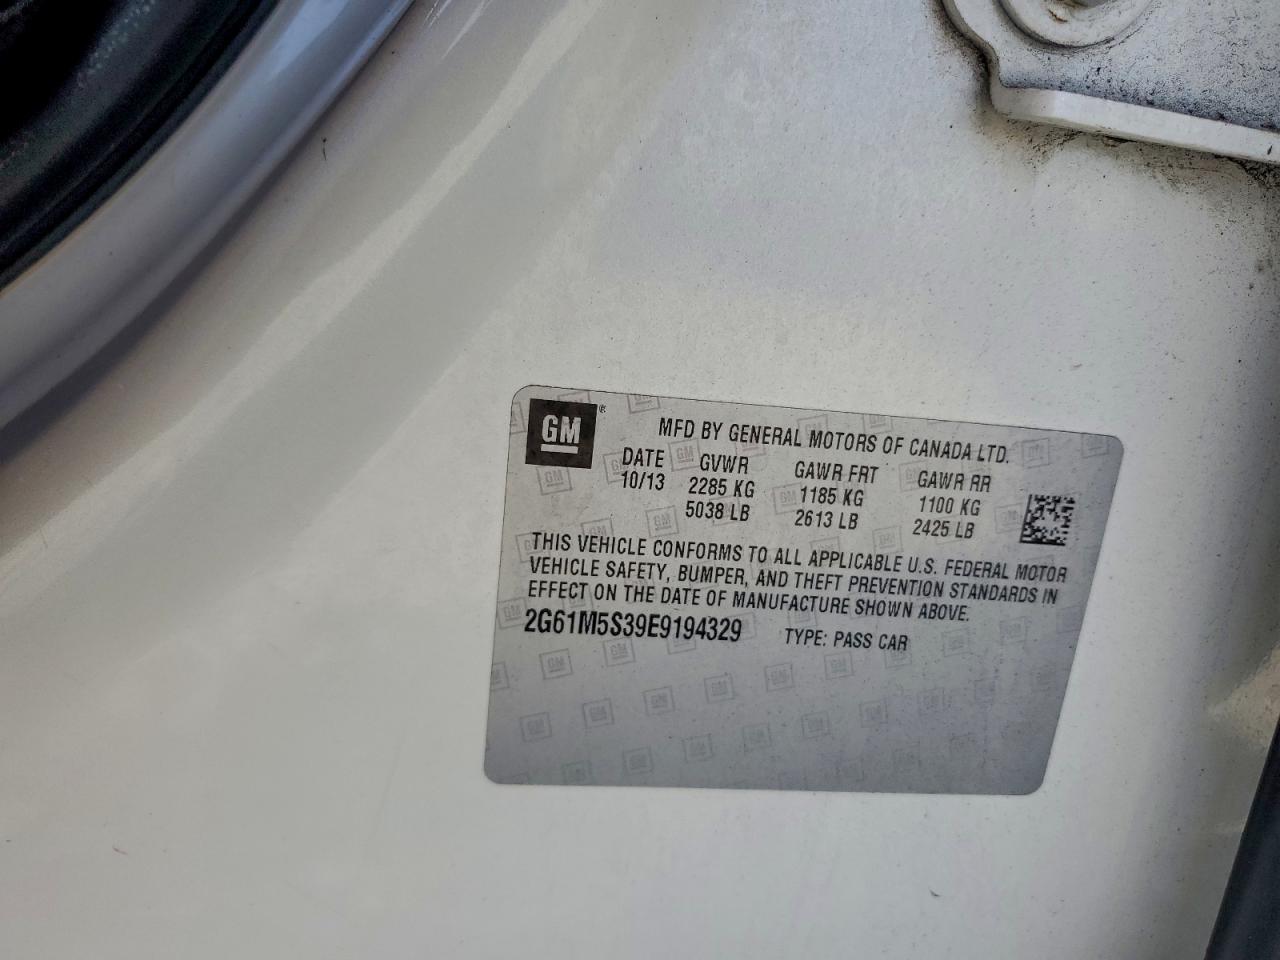 GM®
MFD BY GENERAL MOTORS OF CANADA LTD.
DATE GVWR GAWR FRT GAWR RR
10/13 2285 KG 1185 KG 1100 KG
5038 LB 2613 LB 2425 LB
THIS VEHICLE CONFORMS TO ALL APPLICABLE U.S. FEDERAL MOTOR
VEHICLE SAFETY, BUMPER, AND THEFT PREVENTION STANDARDS IN
EFFECT ON THE DATE OF MANUFACTURE SHOWN ABOVE.
2G61M5S39E9194329 TYPE: PASS CAR